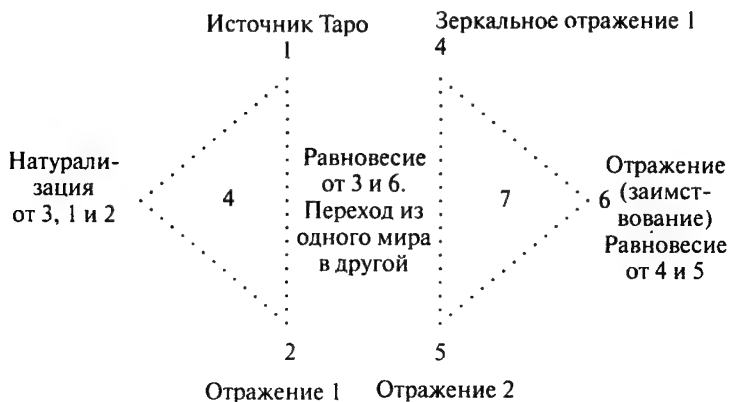 Источник Таро
1
Зеркальное отражение 1
4
Натурали-
зация
от 3, 1 и 2
4
Равновесие
от 3 и 6.
Переход из
одного мира
в другой
7
6
Отражение
(заимст-
вование)
Равновесие
от 4 и 5
2
5
Отражение 1
Отражение 2